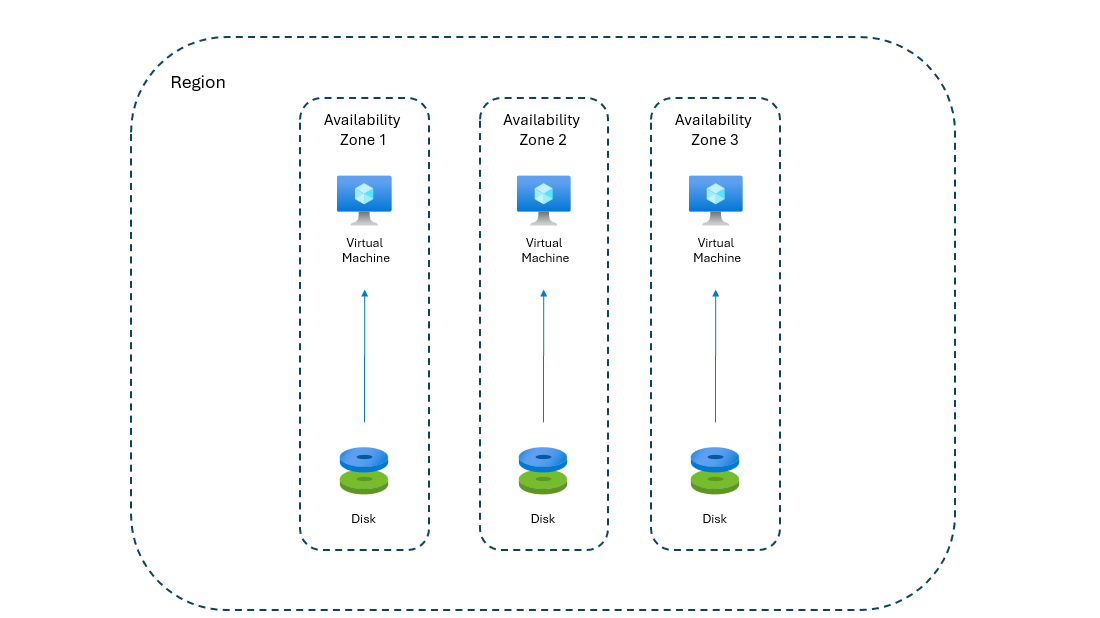 Region
Availability
Zone 1
Availability
Zone 2
Availability
Zone 3
Virtual
Machine
Virtual
Machine
Virtual
Machine
Disk
Disk
Disk